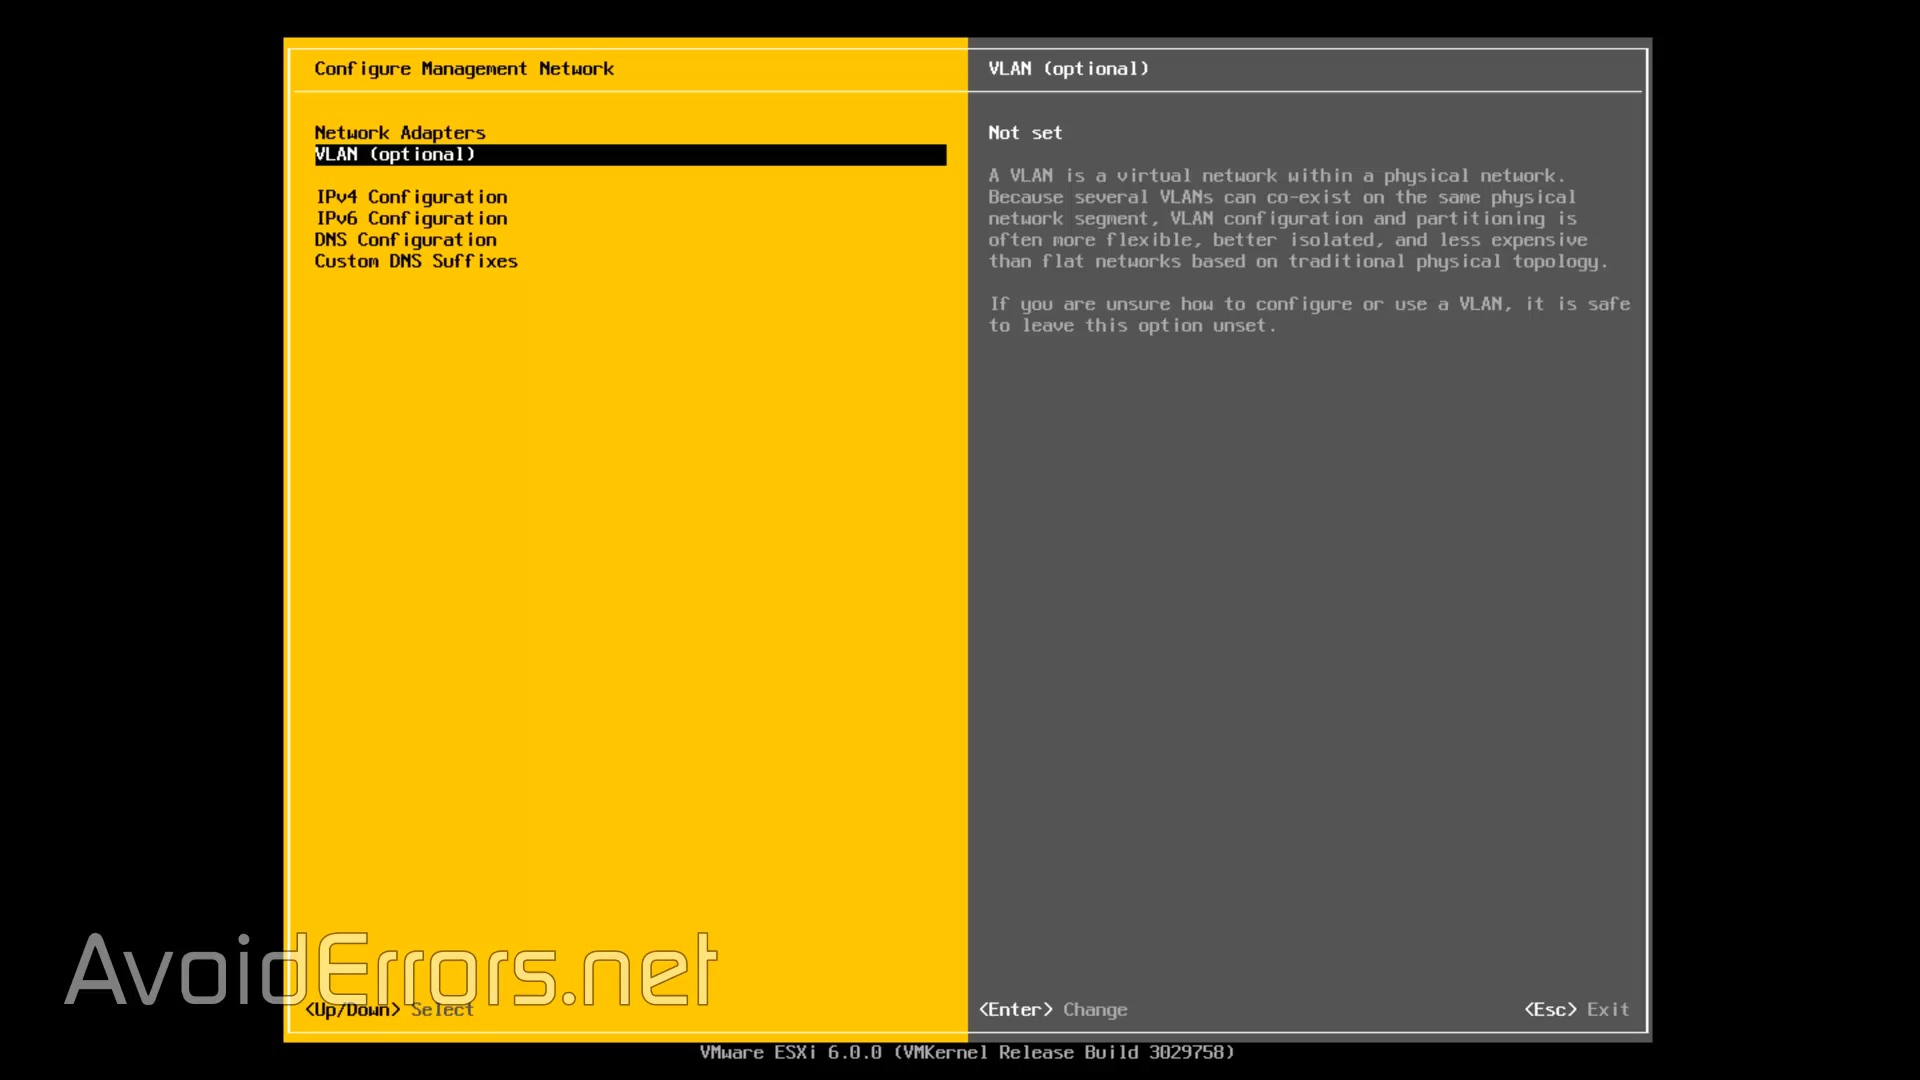 Configure Management Network
VLAN (optional)
Network Adapters
VLAN (optional)
IPv4 Configuration
IPv6 Configuration
DNS Configuration
Custom DNS Suffixes
Not set
A VLAN is a virtual network within a physical network.
Because several VLANs can co-exist on the same physical
network segment, VLAN configuration and partitioning is
often more flexible, better isolated, and less expensive
than flat networks based on traditional physical topology.
If you are unsure how to configure or use a VLAN, it is safe
to leave this option unset.
AvoidErrors.net
<Up/Down> Select
<Enter> Change
<Esc> Exit
VMware ESXi 6.0.0 (VMKernel Release Build 3029758)